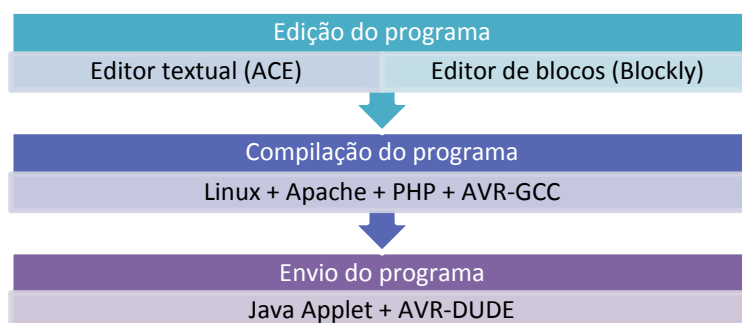 Edição do programa
Editor textual (ACE) Editor de blocos (Blockly)
Compilação do programa
Linux + Apache + PHP + AVR-GCC
Envio do programa
Java Applet + AVR-DUDE